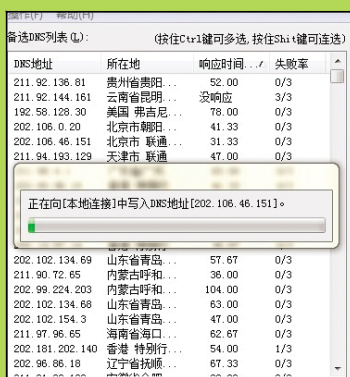 操作(F) 帮助(H)
备选DNS列表(L): (按住Ctrl键可多选,按住Shit键可连选)
DNS地址 所在地 响应时间... 失败率
211.92.136.81 贵州省贵阳... 52.00 0/3
211.92.144.161 云南省昆明... 没响应 3/3
192.58.128.30 美国 弗吉尼... 78.00 0/3
202.106.0.20 北京市朝阳... 41.33 0/3
202.106.46.151 北京市 联通... 31.33 0/3
211.94.193.129 天津市 联通 47.00 0/3
正在向[本地连接]中写入DNS地址[202.106.46.151]。
202.102.134.69 山东省青岛... 57.67 0/3
211.90.72.65 内蒙古呼和... 36.00 0/3
202.99.224.203 内蒙古呼和... 104.00 0/3
202.102.134.68 山东省青岛... 63.00 0/3
202.102.154.3 山东省青岛... 47.00 0/3
211.97.96.65 海南省海口... 62.67 0/3
202.181.202.140 香港 特别行... 54.00 1/3
202.96.86.18 辽宁省抚顺... 67.33 0/3